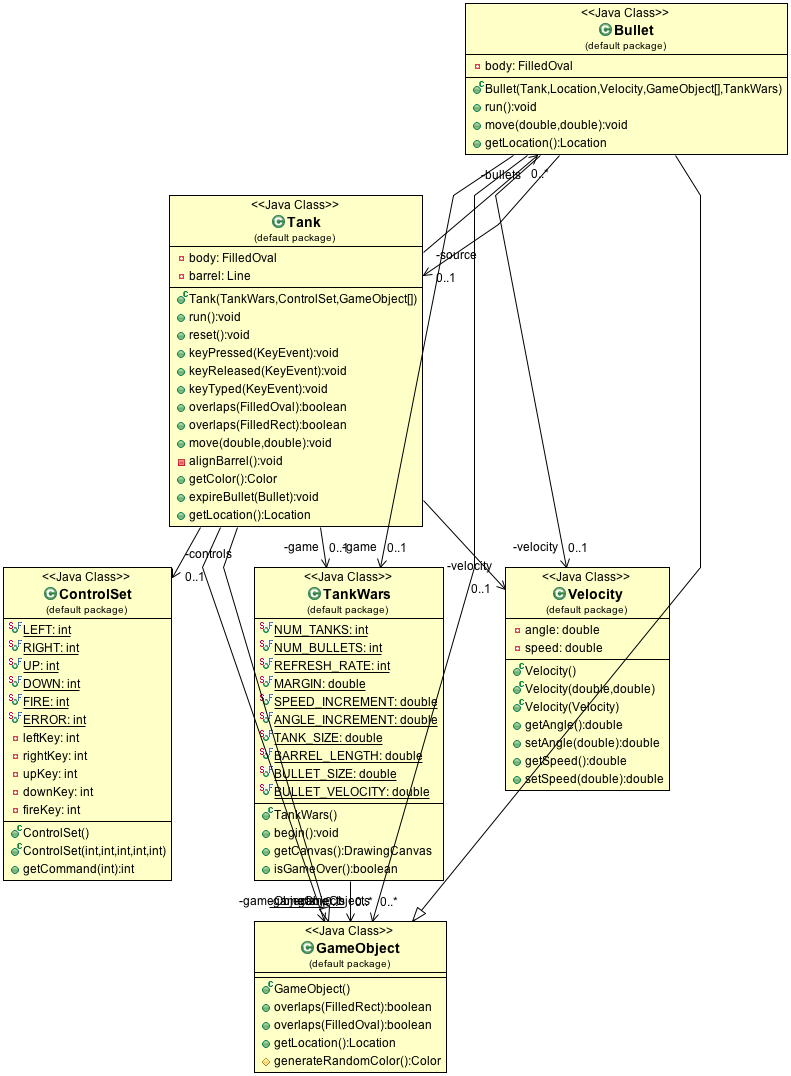 <<Java Class>>
Bullet
(default package)
body: FilledOval
Bullet(Tank,Location,Velocity,GameObject[],TankWars)
run():void
move(double,double):void
getLocation():Location
-bullets 0..*
<<Java Class>>
Tank
(default package)
body: FilledOval
barrel: Line
Tank(TankWars,ControlSet,GameObject[])
run():void
reset():void
keyPressed(KeyEvent):void
keyReleased(KeyEvent):void
keyTyped(KeyEvent):void
overlaps(FilledOval):boolean
overlaps(FilledRect):boolean
move(double,double):void
alignBarrel():void
getColor():Color
expireBullet(Bullet):void
getLocation():Location
-source
0..1
-controls
0..1
-game 0..1
-game 0..1
-velocity 0..1
-velocity
0..1
<<Java Class>>
ControlSet
(default package)
LEFT: int
RIGHT: int
UP: int
DOWN: int
FIRE: int
ERROR: int
leftKey: int
rightKey: int
upKey: int
downKey: int
fireKey: int
ControlSet()
ControlSet(int,int,int,int,int)
getCommand(int):int
<<Java Class>>
TankWars
(default package)
NUM_TANKS: int
NUM_BULLETS: int
REFRESH_RATE: int
MARGIN: double
SPEED_INCREMENT: double
ANGLE_INCREMENT: double
TANK_SIZE: double
BARREL_LENGTH: double
BULLET_SIZE: double
BULLET_VELOCITY: double
TankWars()
begin():void
getCanvas():DrawingCanvas
isGameOver():boolean
<<Java Class>>
Velocity
(default package)
angle: double
speed: double
Velocity()
Velocity(double,double)
Velocity(Velocity)
getAngle():double
setAngle(double):double
getSpeed():double
setSpeed(double):double
0..* 0..*
<<Java Class>>
GameObject
(default package)
GameObject()
overlaps(FilledRect):boolean
overlaps(FilledOval):boolean
getLocation():Location
generateRandomColor():Color